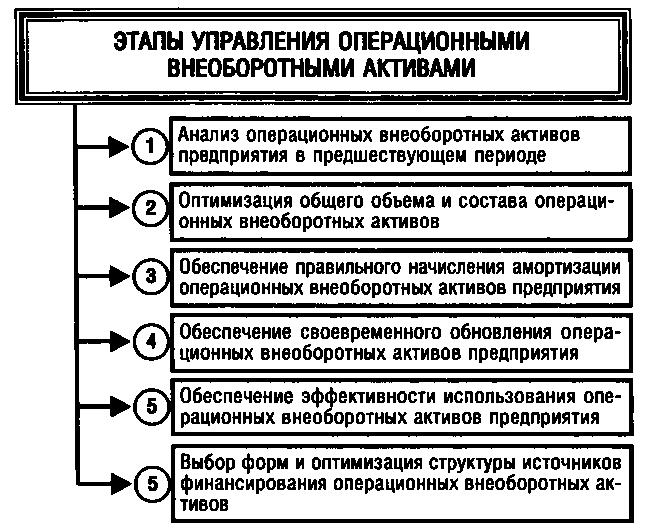 ЭТАПЫ УПРАВЛЕНИЯ ОПЕРАЦИОННЫМИ
ВНЕОБОРОТНЫМИ АКТИВАМИ
1 Анализ операционных внеоборотных активов
предприятия в предшествующем периоде
2 Оптимизация общего объема и состава операци-
онных внеоборотных активов
3 Обеспечение правильного начисления амортизации
операционных внеоборотных активов предприятия
4 Обеспечение своевременного обновления опера-
ционных внеоборотных активов предприятия
5 Обеспечение эффективности использования опе-
рационных внеоборотных активов предприятия
5 Выбор форм и оптимизация структуры источников
финансирования операционных внеоборотных ак-
тивов